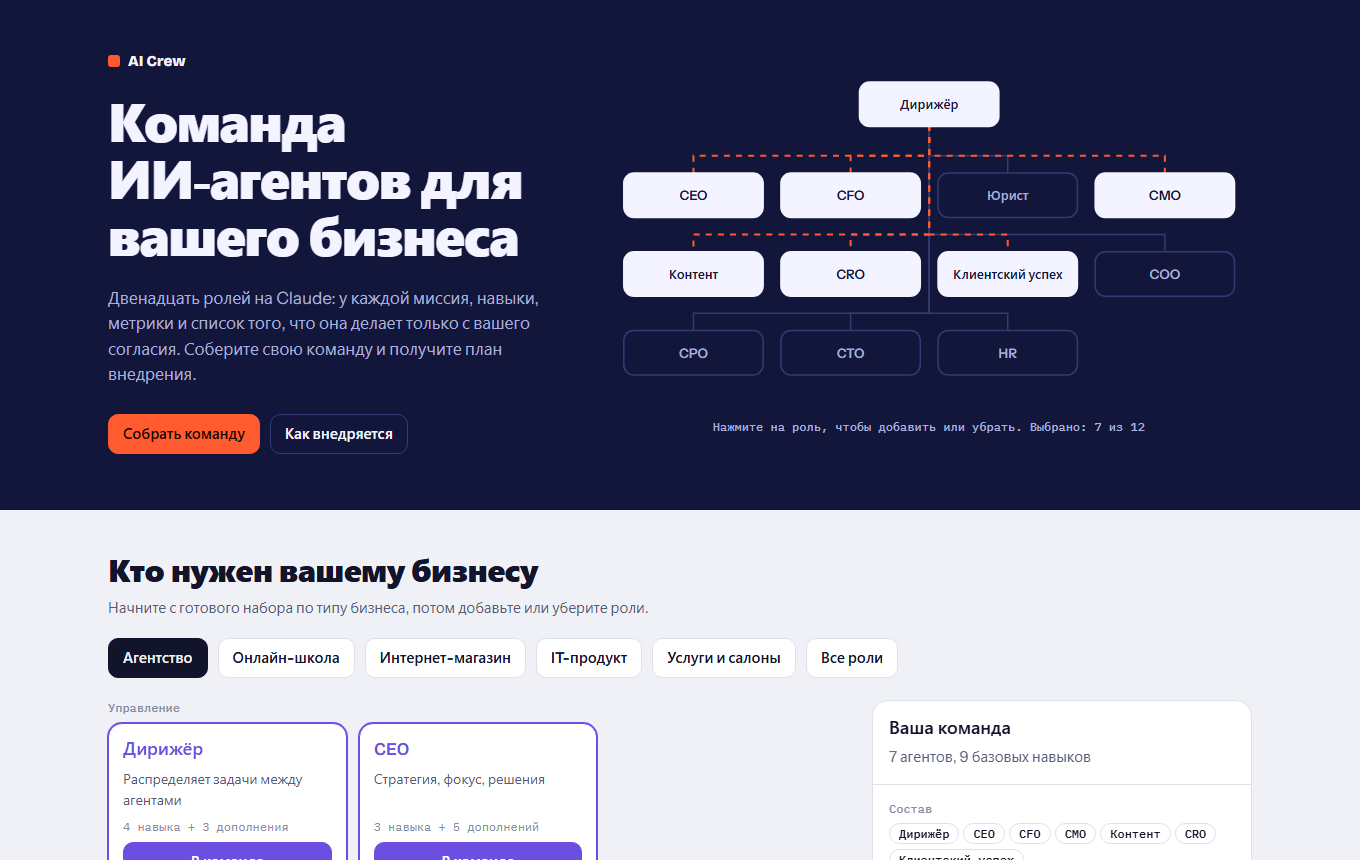 AI Crew
Команда
ИИ-агентов для
вашего бизнеса
Двенадцать ролей на Claude: у каждой миссия, навыки,
метрики и список того, что она делает только с вашего
согласия. Соберите свою команду и получите план
внедрения.
Собрать команду
Как внедряется
Дирижёр
CEO
CFO
Юрист
CMO
Контент
CRO
Клиентский успех
COO
CPO
CTO
HR
Нажмите на роль, чтобы добавить или убрать. Выбрано: 7 из 12
Кто нужен вашему бизнесу
Начните с готового набора по типу бизнеса, потом добавьте или уберите роли.
Агентство
Онлайн-школа
Интернет-магазин
IT-продукт
Услуги и салоны
Все роли
Управление
Дирижёр
Распределяет задачи между
агентами
4 навыка + 3 дополнения
CEO
Стратегия, фокус, решения
3 навыка + 5 дополнений
Ваша команда
7 агентов, 9 базовых навыков
Состав
Дирижёр
CEO
CFO
CMO
Контент
CRO
Клиентский успех